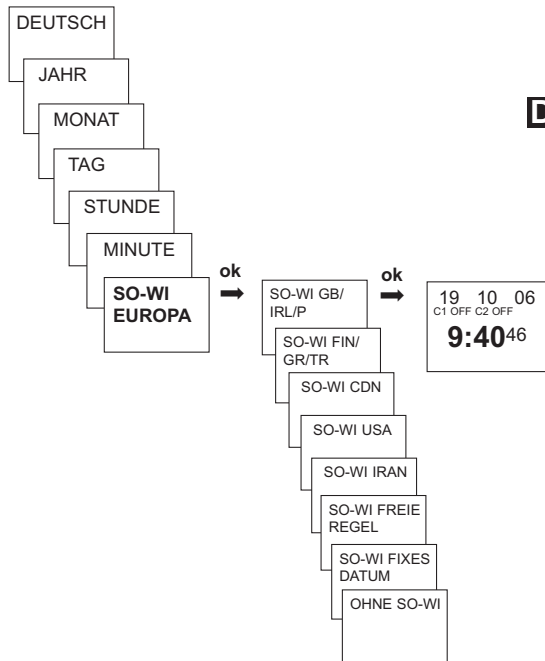 DEUTSCH
JAHR
MONAT
TAG
STUNDE
MINUTE
SO-WI
EUROPA
ok
SO-WI GB/
IRL/P
SO-WI FIN/
GR/TR
SO-WI CDN
SO-WI USA
SO-WI IRAN
SO-WI FREIE
REGEL
SO-WI FIXES
DATUM
OHNE SO-WI
ok
19 10 06
C1 OFF C2 OFF
9:40 46
D